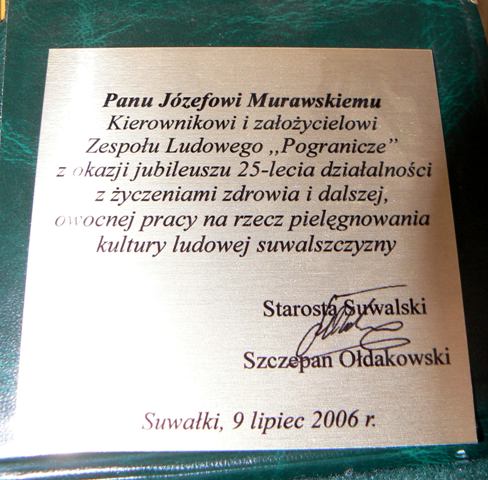 Panu Józefowi Murawskiemu
Kierownikowi i założycielowi
Zespołu Ludowego ,,Pogranicze”
z okazji jubileuszu 25-lecia działalności
z życzeniami zdrowia i dalszej,
owocnej pracy na rzecz pielęgnowania
kultury ludowej suwalszczyzny
Starosta Suwalski
Szczepan Ołdakowski
Suwałki, 9 lipiec 2006 r.